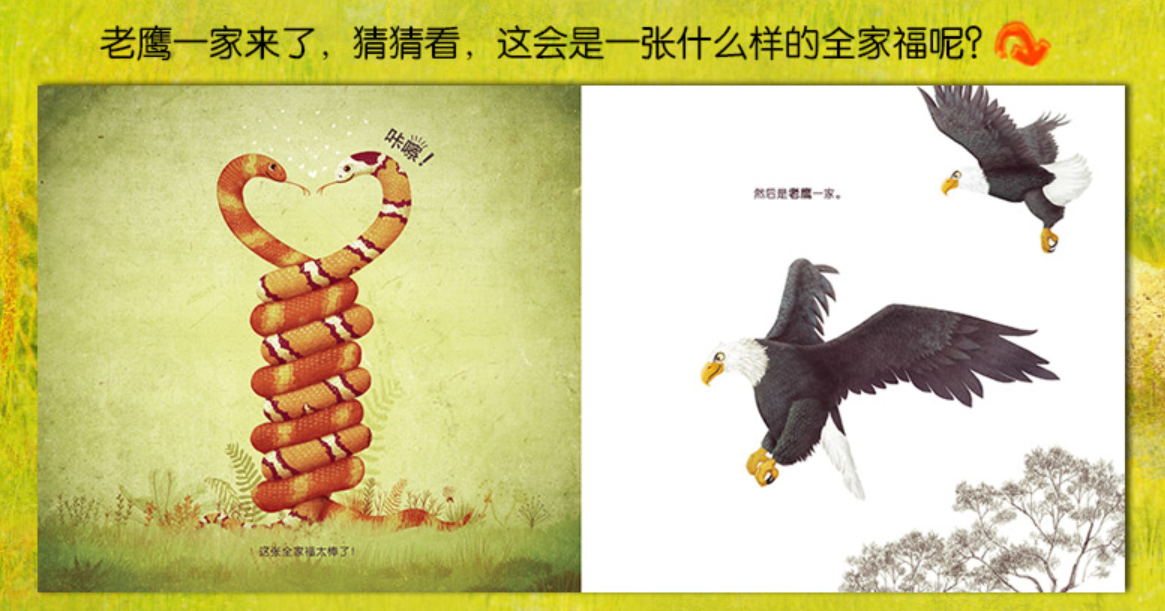 老鹰一家来了，猜猜看，这会是一张什么样的全家福呢？
咔嚓！
然后是老鹰一家。
这张全家福太棒了！